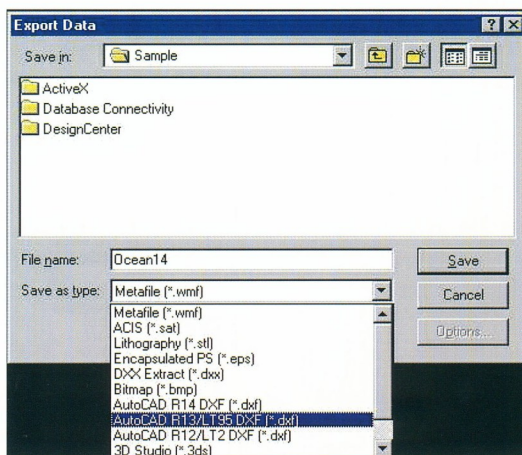 Export Data
Save in: Sample
ActiveX
Database Connectivity
DesignCenter
File name: Ocean14 Save
Save as type: Metafile (*.wmf) Cancel
Options...
Metafile (*.wmf)
ACIS (*.sat)
Lithography (*.stl)
Encapsulated PS (*.eps)
DXX Extract (*.dxx)
Bitmap (*.bmp)
AutoCAD R14 DXF (*.dxf)
AutoCAD R13/LT95 DXF (*.dxf)
AutoCAD R12/LT2 DXF (*.dxf)
3D Studio (*.3ds)